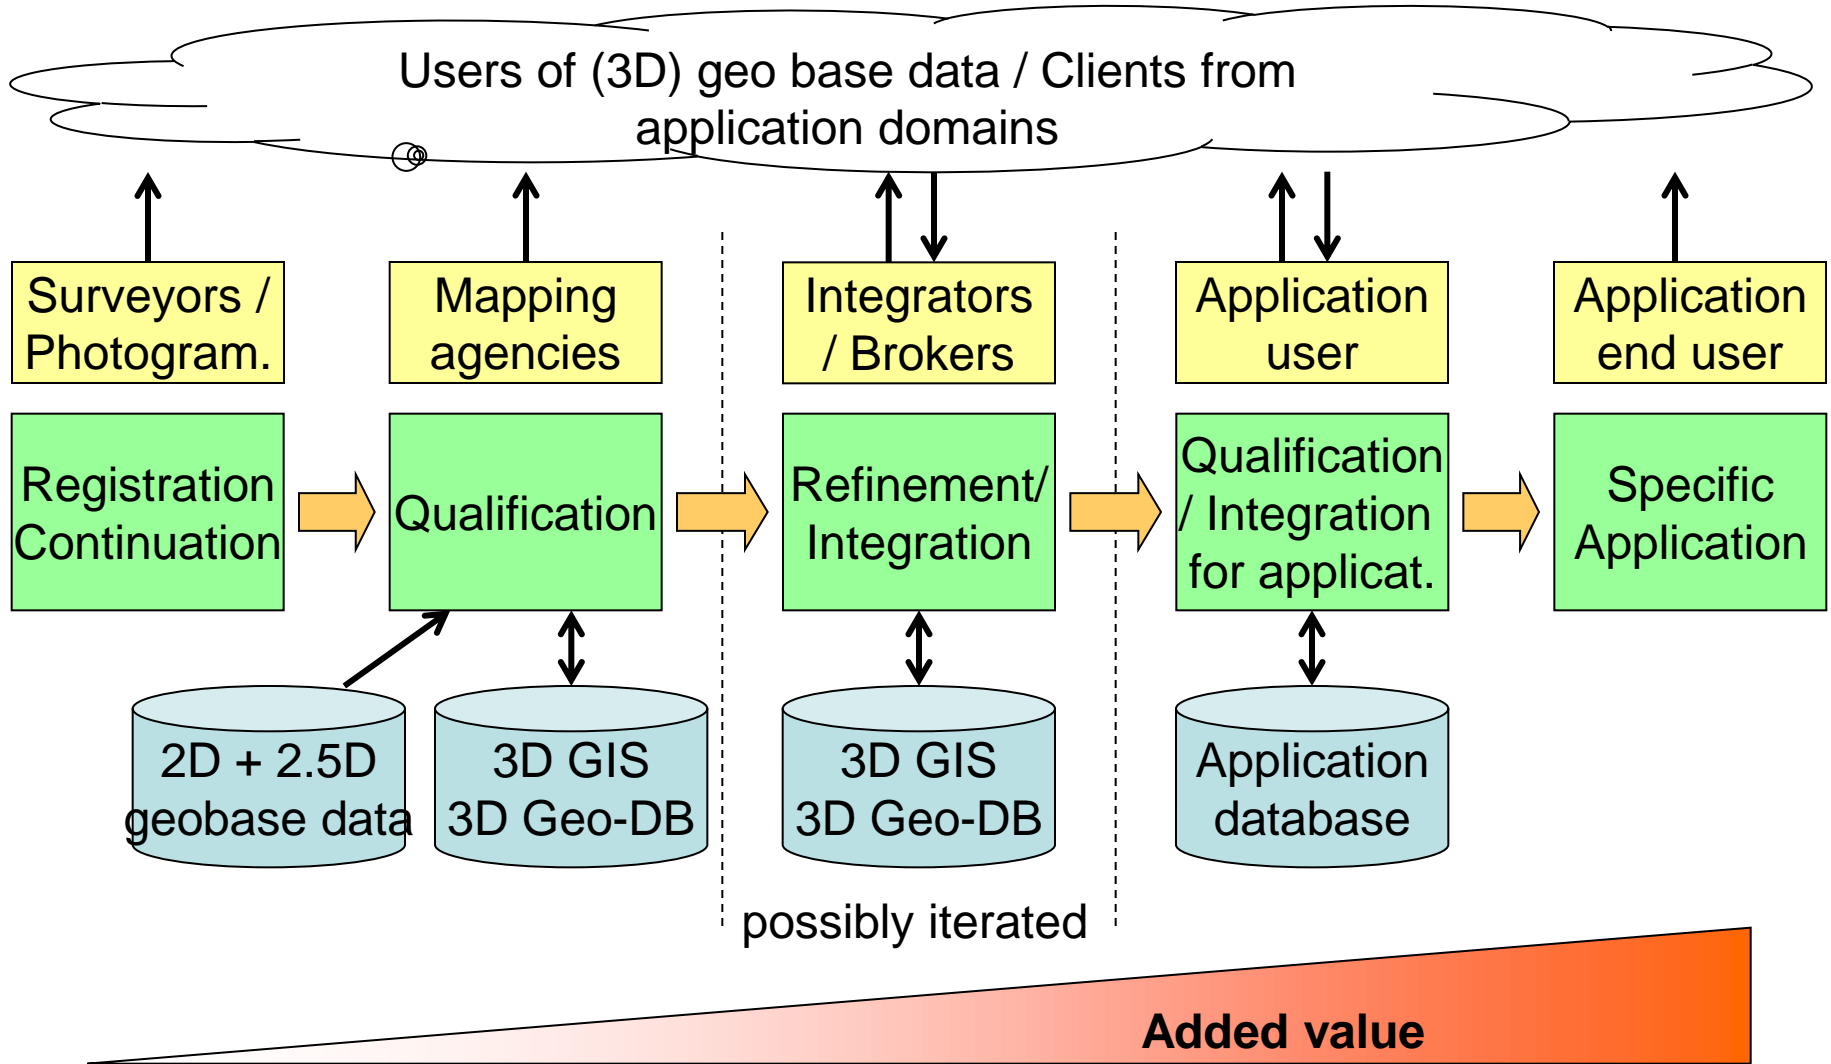 Users of (3D) geo base data / Clients from
application domains
Surveyors /
Photogram.
Mapping
agencies
Integrators
/ Brokers
Application
user
Application
end user
Registration
Continuation
Qualification
Refinement/
Integration
Qualification
/ Integration
for applicat.
Specific
Application
2D + 2.5D
geobase data
3D GIS
3D Geo-DB
3D GIS
3D Geo-DB
Application
database
possibly iterated
Added value